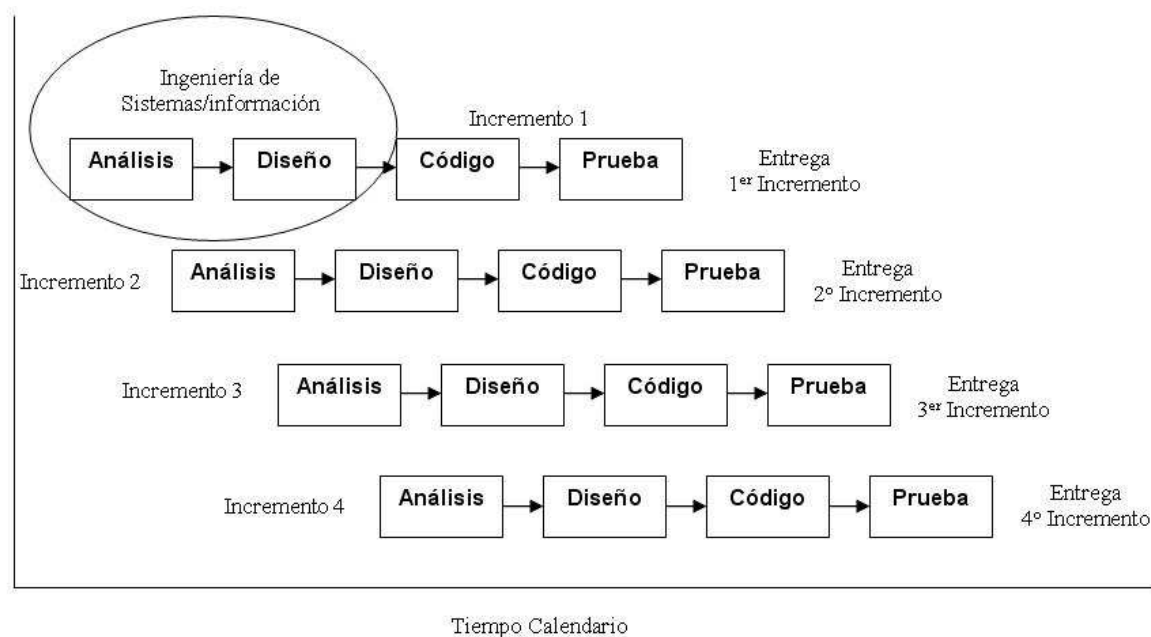 Ingeniería de
Sistemas/información
Incremento 1
Análisis
Diseño
Código
Prueba
Entrega
1er Incremento
Incremento 2
Análisis
Diseño
Código
Prueba
Entrega
2º Incremento
Incremento 3
Análisis
Diseño
Código
Prueba
Entrega
3er Incremento
Incremento 4
Análisis
Diseño
Código
Prueba
Entrega
4º Incremento
Tiempo Calendario